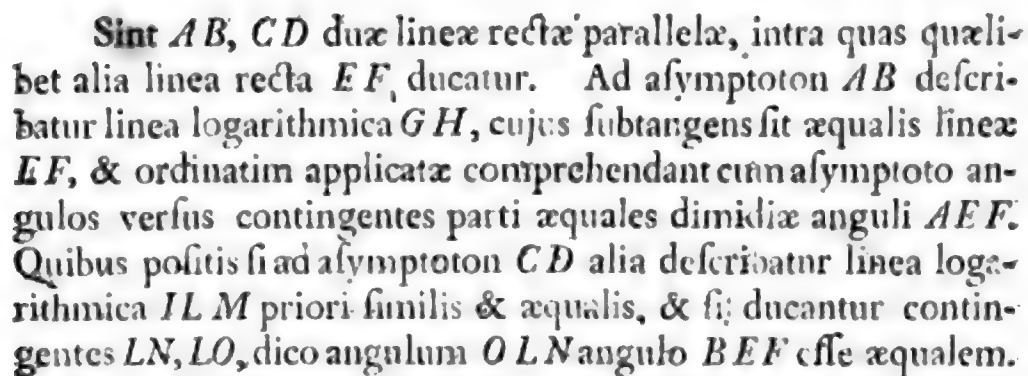 Sint AB, CD duæ lineæ rectæ parallelæ, intra quas quæli-
bet alia linea recta EF, ducatur. Ad aſymptoton AB deſcri-
batur linea logarithmica GH, cujus ſubtangens ſit æqualis lineæ
EF, & ordinatim applicatæ comprehendant cum aſymptoto an-
gulos verſus contingentes parti æquales dimidiæ anguli AEF.
Quibus poſitis ſi ad aſymptoton CD alia deſcribatur linea loga-
rithmica ILM priori ſimilis & æqualis, & ſi ducantur contin-
gentes LN, LO, dico angulum OLN angulo BEF eſſe æqualem.